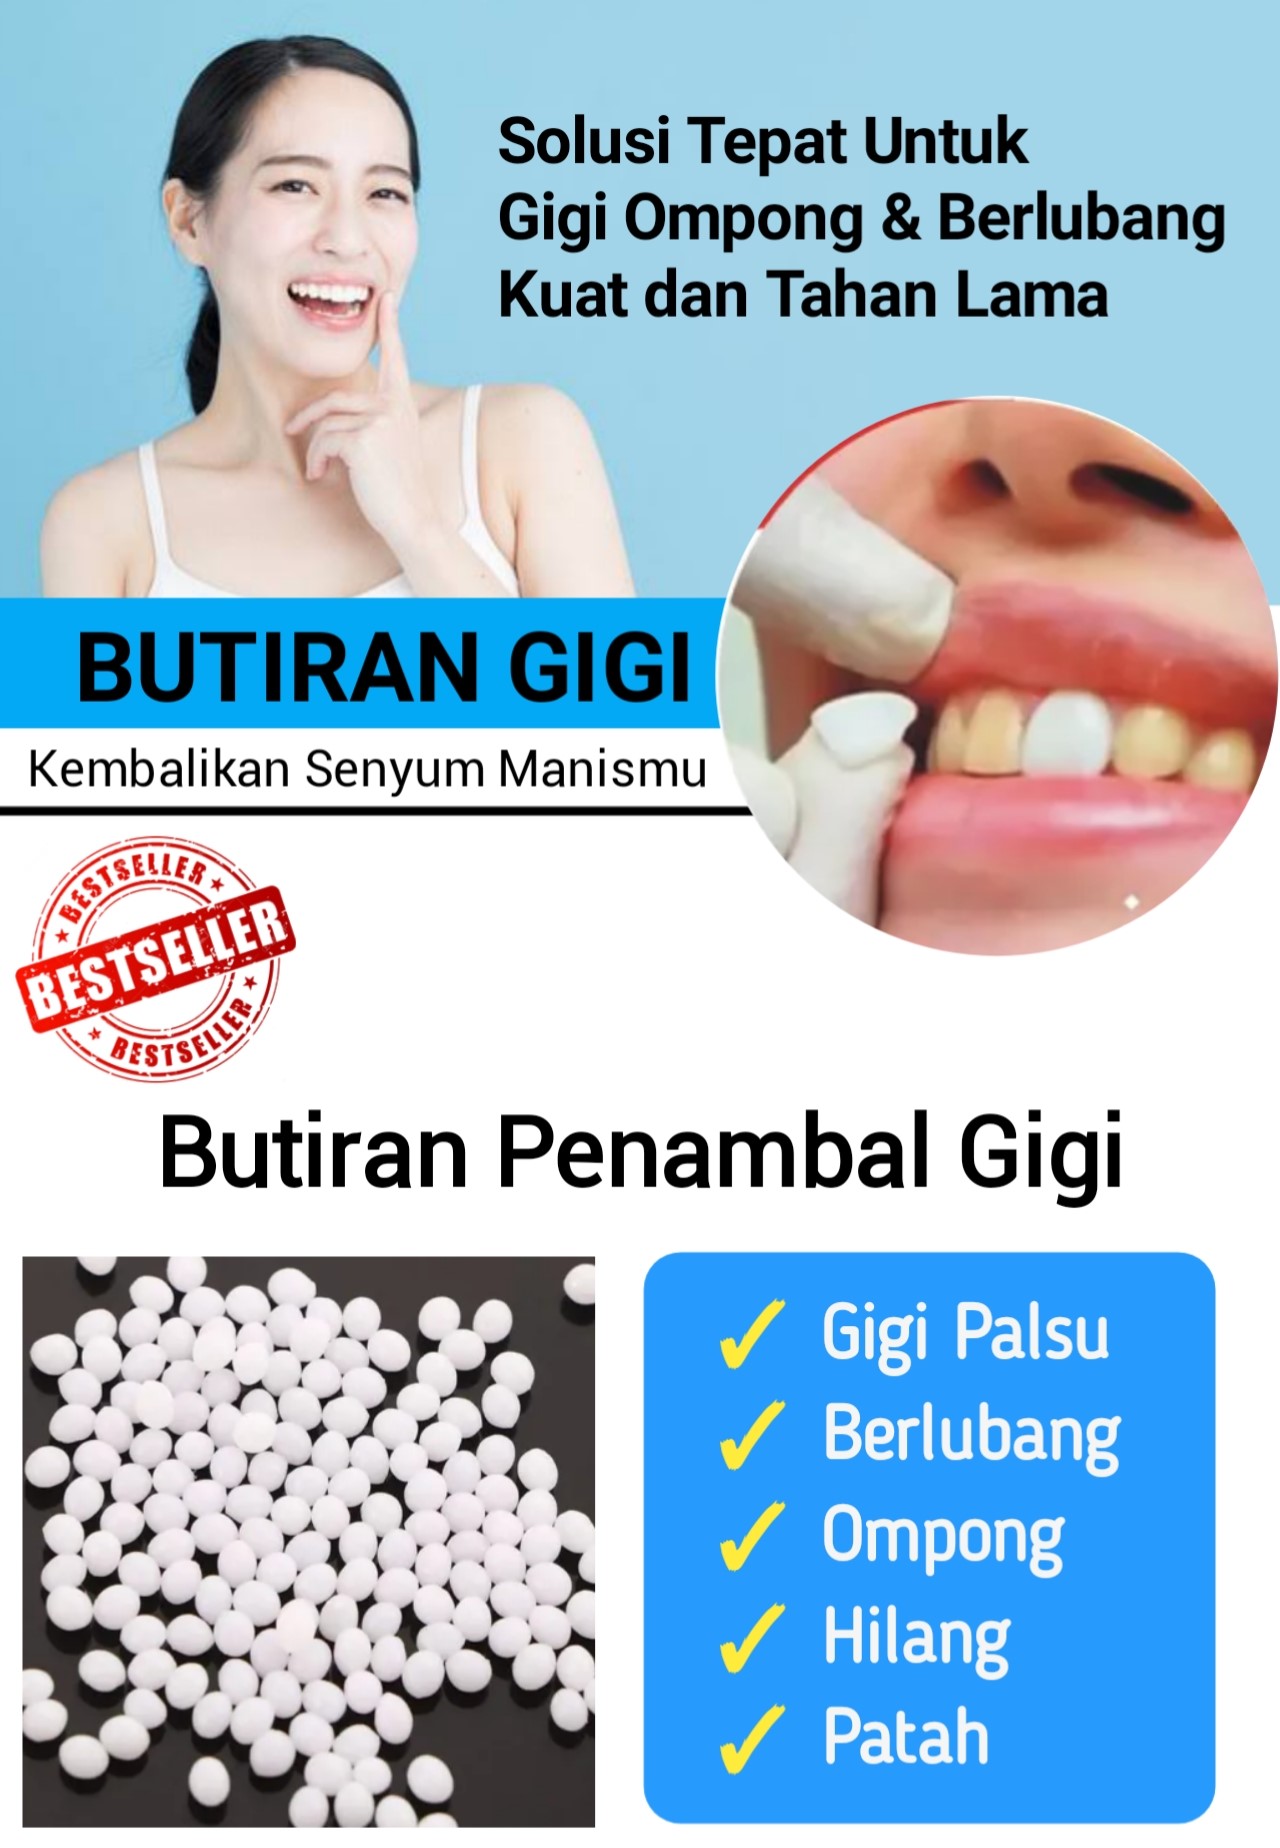 Solusi Tepat Untuk
Gigi Ompong & Berlubang
Kuat dan Tahan Lama
BUTIRAN GIGI
Kembalikan Senyum Manismu
BESTSELLER
BESTSELLER
BESTSELLER
Butiran Penambal Gigi
Gigi Palsu
Berlubang
Ompong
Hilang
Patah